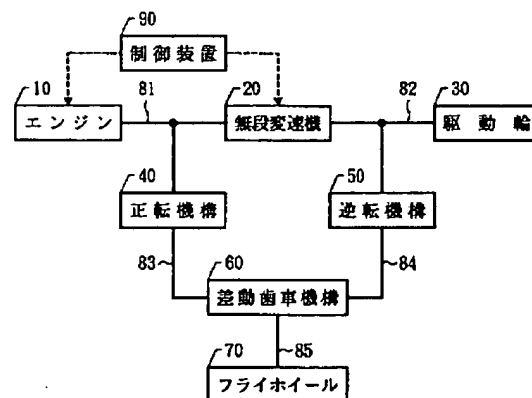 90
制御装置
10
81
20
82
30
エンジン
無段変速機
駆動輪
40
50
正転機構
逆転機構
83
60
84
差動歯車機構
70
85
フライホイール